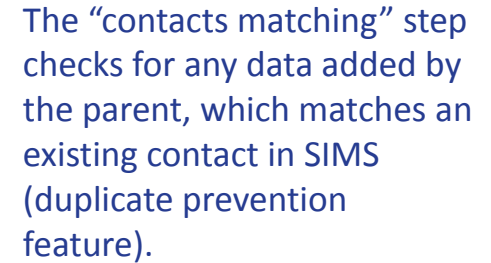 The “contacts matching” step
checks for any data added by
the parent, which matches an
existing contact in SIMS
(duplicate prevention
feature).